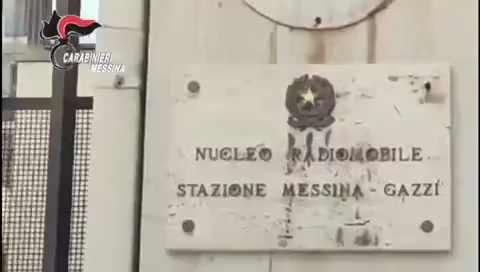 CARABINIERI
MESSINA
NUCLEO RADIOMOBILE
STAZIONE MESSINA - GAZZI